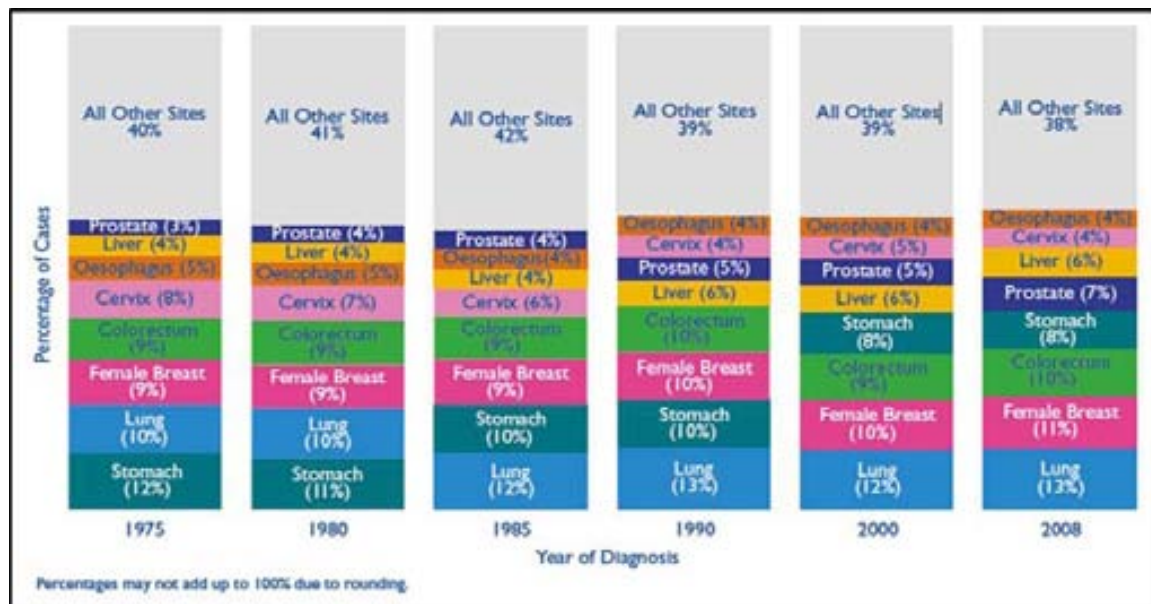 Percentage of Cases
All Other Sites
40%
Prostate (3%)
Liver (4%)
Oesophagus (5%)
Cervix (8%)
Colorectum
(9%)
Female Breast
(9%)
Lung
(10%)
Stomach
(12%)
1975
All Other Sites
41%
Prostate (4%)
Liver (4%)
Oesophagus (5%)
Cervix (7%)
Colorectum
(9%)
Female Breast
(9%)
Lung
(10%)
Stomach
(11%)
1980
All Other Sites
42%
Prostate (4%)
Oesophagus(4%)
Liver (4%)
Cervix (6%)
Colorectum
(9%)
Female Breast
(9%)
Stomach
(10%)
Lung
(12%)
1985
All Other Sites
39%
Oesophagus (4%)
Cervix (4%)
Prostate (5%)
Liver (6%)
Colorectum
(10%)
Female Breast
(10%)
Stomach
(10%)
Lung
(13%)
1990
All Other Sites
39%
Oesophagus (4%)
Cervix (5%)
Prostate (5%)
Liver (6%)
Stomach
(8%)
Colorectum
(9%)
Female Breast
(10%)
Lung
(12%)
2000
All Other Sites
38%
Oesophagus (4%)
Cervix (4%)
Liver (6%)
Prostate (7%)
Stomach
(8%)
Colorectum
(10%)
Female Breast
(11%)
Lung
(13%)
2008
Year of Diagnosis
Percentages may not add up to 100% due to rounding.